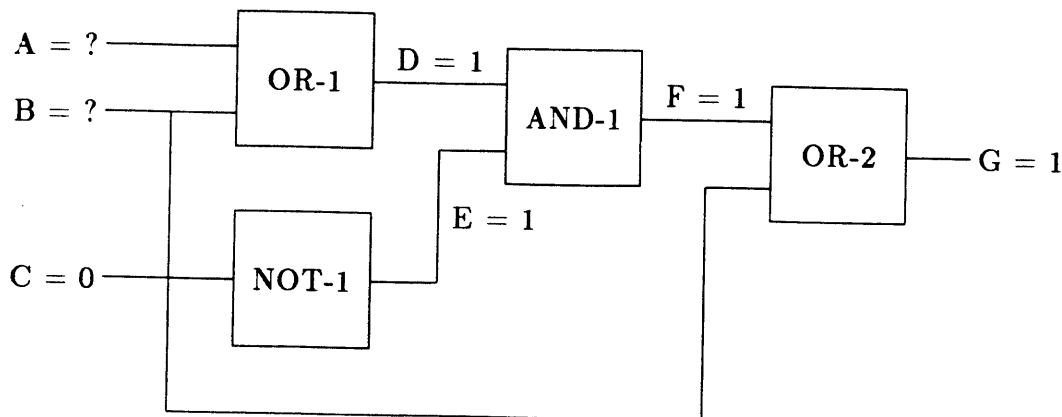 A = ?
OR-1
D = 1
B = ?
AND-1
F = 1
OR-2
G = 1
E = 1
C = 0
NOT-1